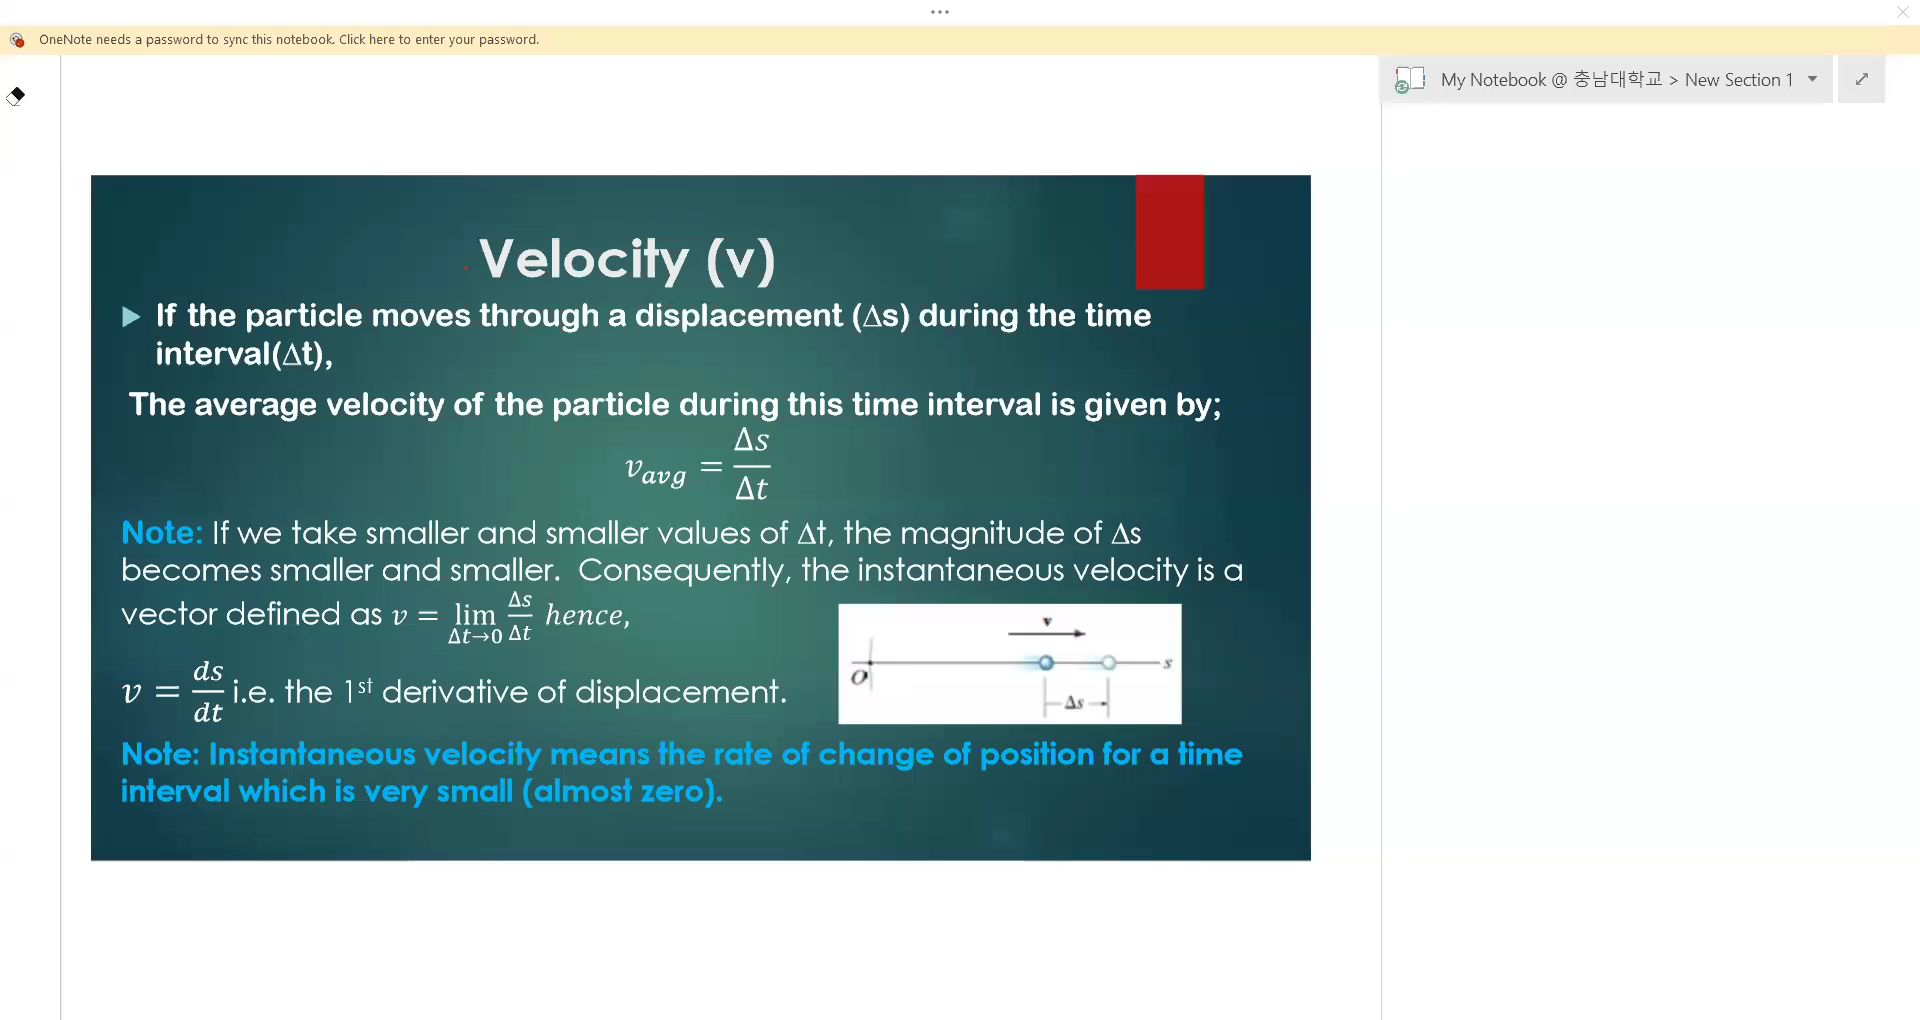 OneNote needs a password to sync this notebook. Click here to enter your password.
My Notebook @ 충남대학교 > New Section 1
Velocity (v)
If the particle moves through a displacement (Δs) during the time
interval(Δt),
The average velocity of the particle during this time interval is given by;
v_avg = Δs/Δt
Note: If we take smaller and smaller values of Δt, the magnitude of Δs
becomes smaller and smaller. Consequently, the instantaneous velocity is a
vector defined as v = lim Δt→0 Δs/Δt hence,
v
O
s
Δs
v = ds/dt i.e. the 1st derivative of displacement.
Note: Instantaneous velocity means the rate of change of position for a time
interval which is very small (almost zero).